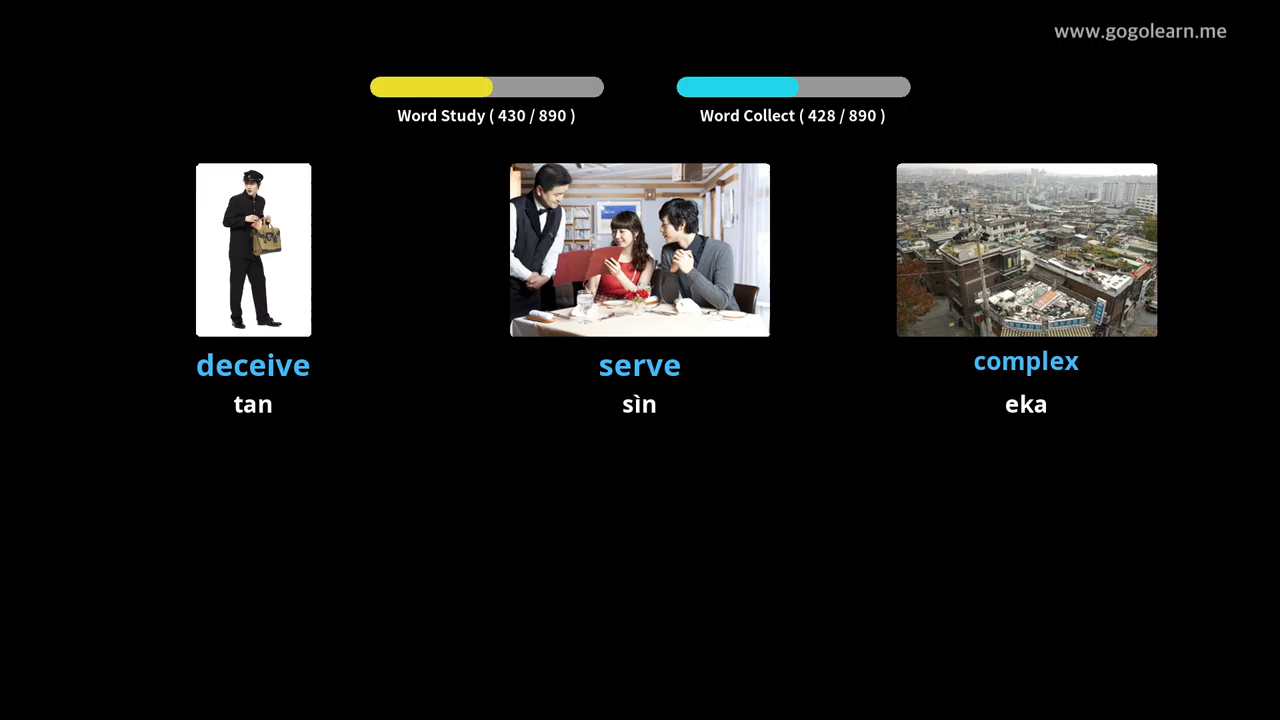 www.gogolearn.me
Word Study ( 430 / 890 )
Word Collect ( 428 / 890 )
deceive
serve
complex
tan
sìn
eka